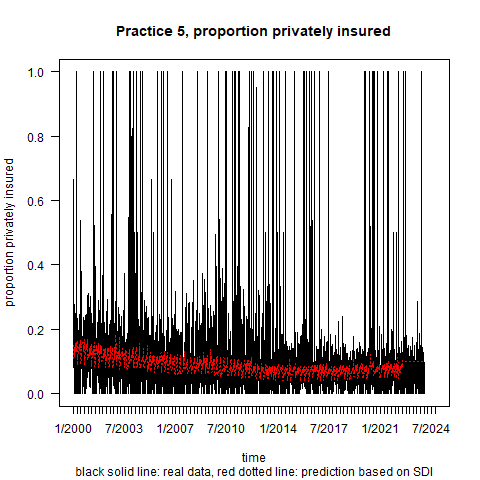 Practice 5, proportion privately insured
proportion privately insured
1.0
0.8
0.6
0.4
0.2
0.0
1/2000 7/2003 1/2007 7/2010 1/2014 7/2017 1/2021 7/2024
time
black solid line: real data, red dotted line: prediction based on SDI